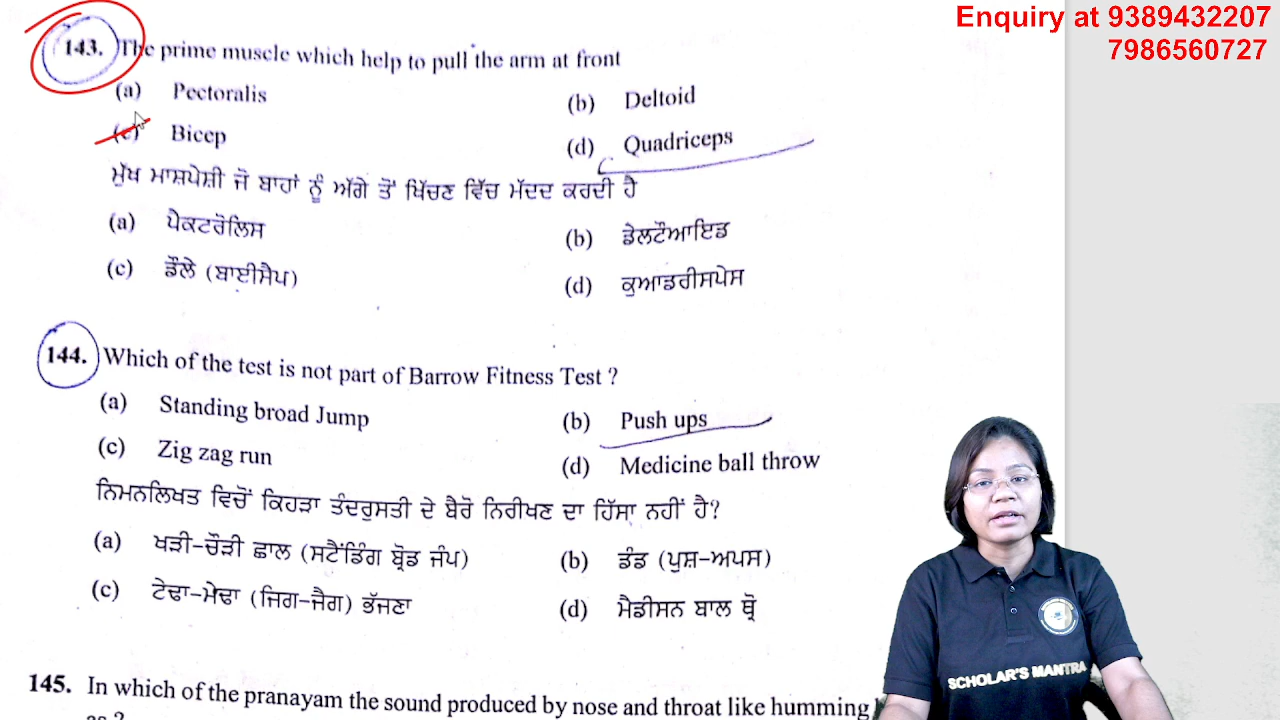 Enquiry at 9389432207
7986560727
143. The prime muscle which help to pull the arm at front
(a) Pectoralis
(b) Deltoid
(c) Bicep
(d) Quadriceps
ਮੁੱਖ ਮਾਸ਼ਪੇਸ਼ੀ ਜੋ ਬਾਹਾਂ ਨੂੰ ਅੱਗੇ ਤੋਂ ਖਿੱਚਣ ਵਿੱਚ ਮੱਦਦ ਕਰਦੀ ਹੈ
(a) ਪੈਕਟਰੋਲਿਸ
(b) ਡੇਲਟੌਆਇਡ
(c) ਡੌਲੇ (ਬਾਈਸੈਪ)
(d) ਕੁਆਡਰੀਸਪੇਸ
144. Which of the test is not part of Barrow Fitness Test ?
(a) Standing broad Jump
(b) Push ups
(c) Zig zag run
(d) Medicine ball throw
ਨਿਮਨਲਿਖਤ ਵਿਚੋਂ ਕਿਹੜਾ ਤੰਦਰੁਸਤੀ ਦੇ ਬੈਰੋ ਨਿਰੀਖਣ ਦਾ ਹਿੱਸਾ ਨਹੀਂ ਹੈ?
(a) ਖੜੀ-ਚੌੜੀ ਛਾਲ (ਸਟੈਂਡਿੰਗ ਬ੍ਰੋਡ ਜੰਪ)
(b) ਡੰਡ (ਪੁਸ਼-ਅਪਸ)
(c) ਟੇਢਾ-ਮੇਢਾ (ਜਿਗ-ਜੈਗ) ਭੱਜਣਾ
(d) ਮੈਡੀਸਨ ਬਾਲ ਥ੍ਰੋ
145. In which of the pranayam the sound produced by nose and throat like humming
as ?
SCHOLAR'S MANTRA